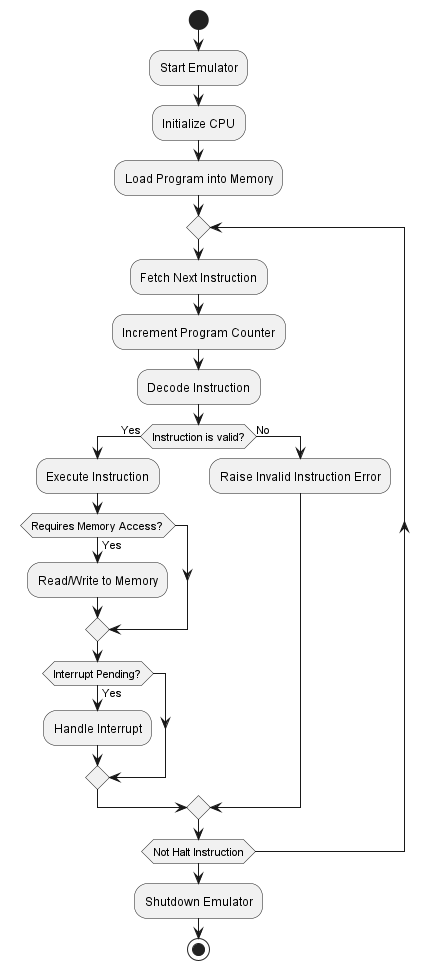 Start Emulator
Initialize CPU
Load Program into Memory
Fetch Next Instruction
Increment Program Counter
Decode Instruction
Yes
Instruction is valid?
No
Execute Instruction
Raise Invalid Instruction Error
Requires Memory Access?
Yes
Read/Write to Memory
Interrupt Pending?
Yes
Handle Interrupt
Not Halt Instruction
Shutdown Emulator